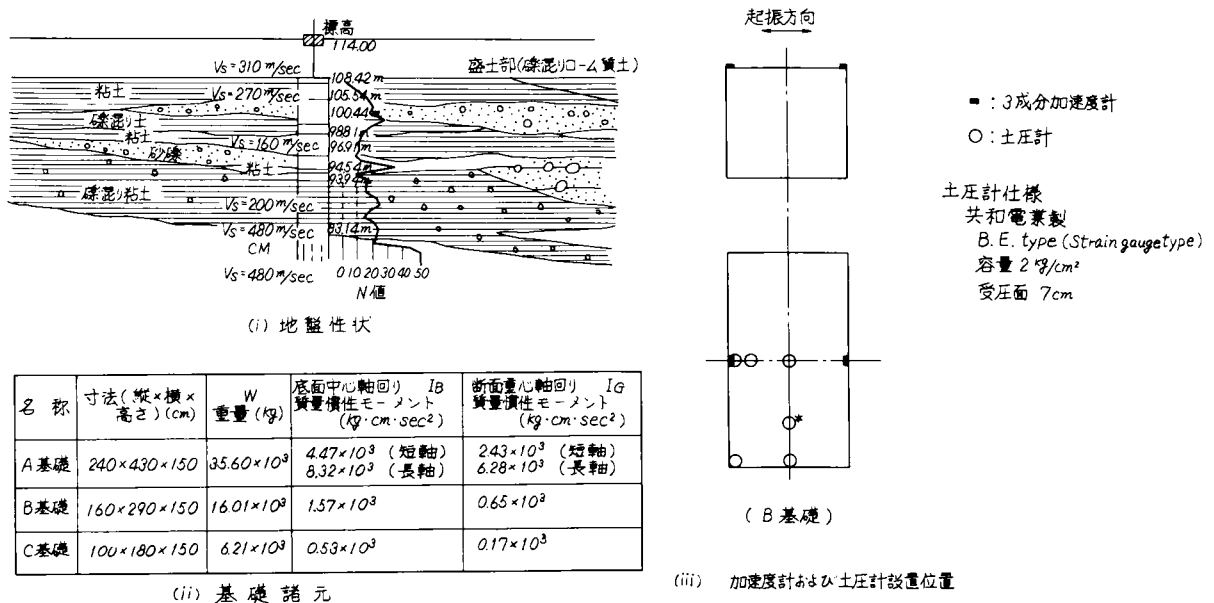 標高
114.00
Vs=310 m/sec
盛土部(礫混りローム質土)
108.42 m
粘土
Vs=270 m/sec
105.54 m
100.44
礫混り土
98.81 m
粘土
Vs=160 m/sec
96.91
砂礫
粘土
94.54
93.94
礫混り粘土
Vs=200 m/sec
Vs=480 m/sec
83.14 m
CM
Vs=480 m/sec
0 10 20 30 40 50
N値
(i) 地盤性状
名称 寸法(縦×横×高さ)(cm) W 重量(kg) 底面中心軸回り IB 質量慣性モーメント (kg·cm·sec²) 断面重心軸回り IG 質量慣性モーメント (kg·cm·sec²)
A基礎 240×430×150 35.60×10³ 4.47×10³ (短軸) 2.43×10³ (短軸)
8.32×10³ (長軸) 6.28×10³ (長軸)
B基礎 160×290×150 16.01×10³ 1.57×10³ 0.65×10³
C基礎 100×180×150 6.21×10³ 0.53×10³ 0.17×10³
(ii) 基礎諸元
起振方向
: 3成分加速度計
: 土圧計
土圧計仕様
共和電業製
B.E. type (Strain gauge type)
容量 2 kg/cm²
受圧面 7cm
*
(B基礎)
(iii) 加速度計および土圧計設置位置